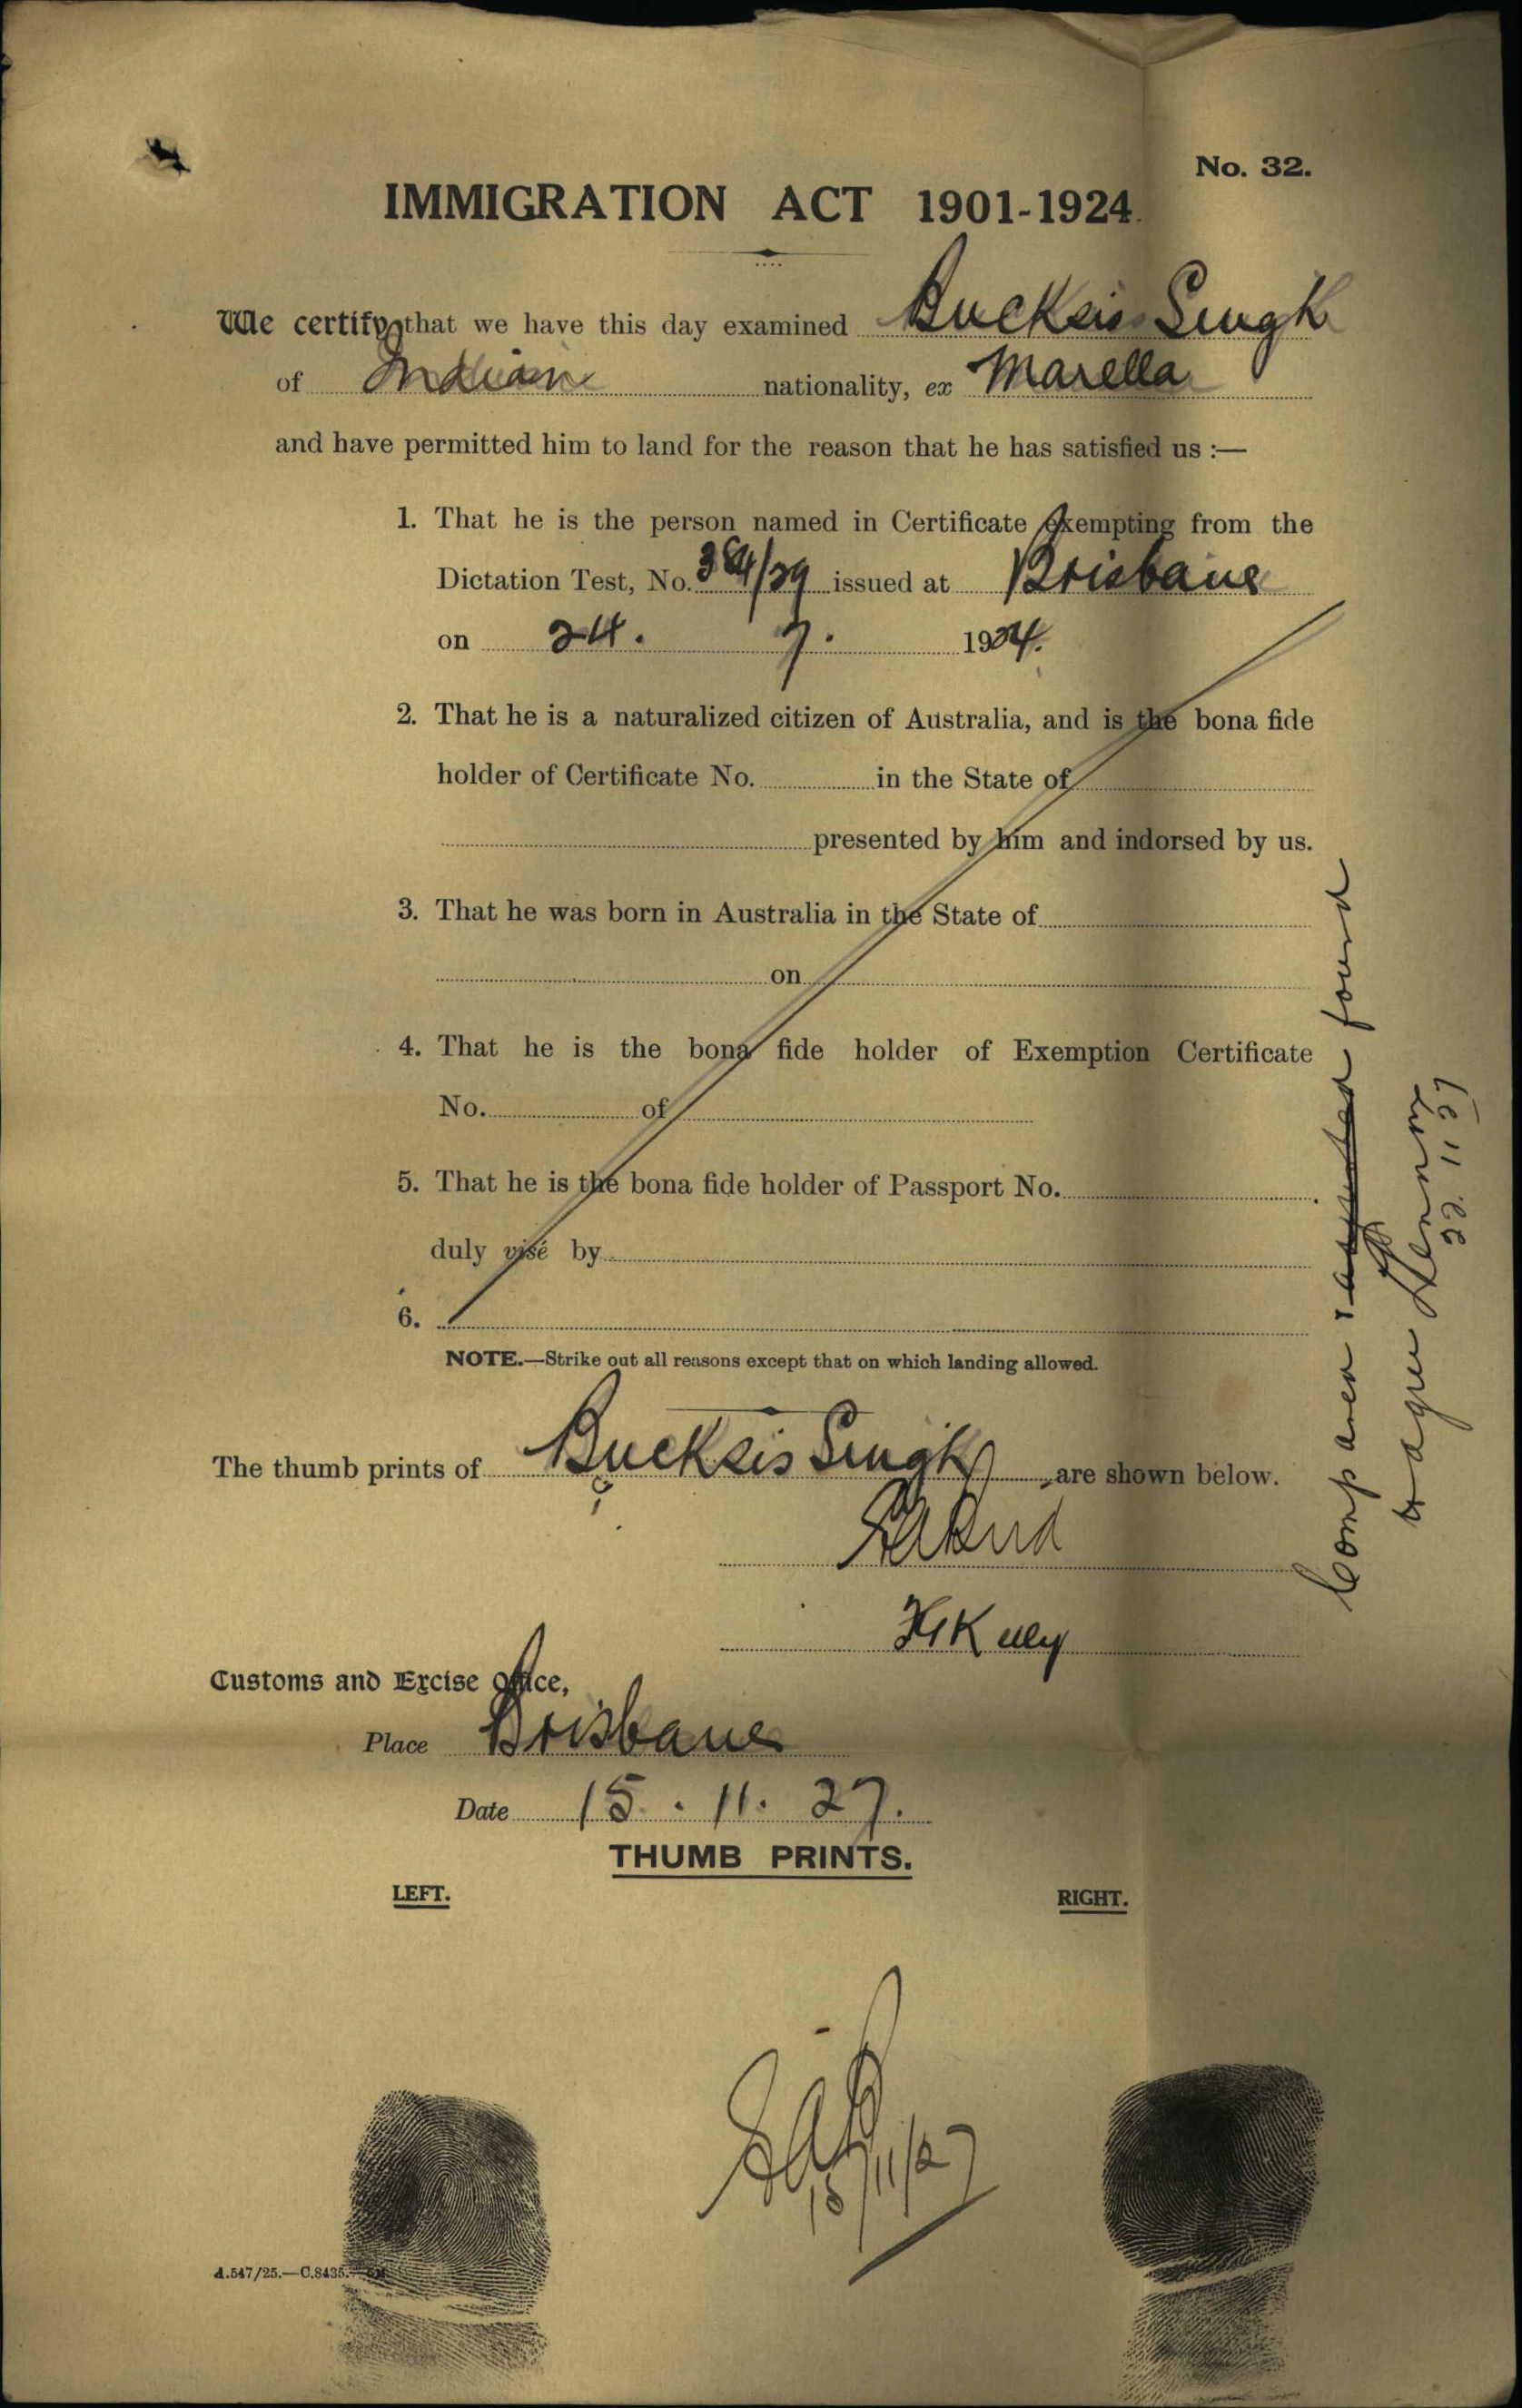 No. 32.
IMMIGRATION ACT 1901-1924.
We certify that we have this day examined Bucksis Singh
of Indian nationality, ex Marella
and have permitted him to land for the reason that he has satisfied us :—
1. That he is the person named in Certificate exempting from the
Dictation Test, No. 384/29 issued at Brisbane
on 24. 7. 1924.
2. That he is a naturalized citizen of Australia, and is the bona fide
holder of Certificate No. in the State of
presented by him and indorsed by us.
3. That he was born in Australia in the State of
on
4. That he is the bona fide holder of Exemption Certificate
No. of
5. That he is the bona fide holder of Passport No.
duly visé by
6.
NOTE.—Strike out all reasons except that on which landing allowed.
The thumb prints of Bucksis Singh, are shown below.
Customs and Excise Office,
Place Brisbane
Date 15. 11. 27.
THUMB PRINTS.
LEFT. RIGHT.
15/11/27
A.547/25.—C.8435.
Compared & found
to agree
22.11.27